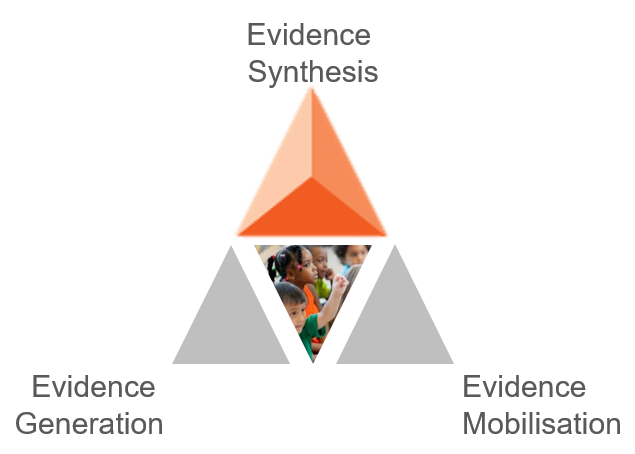 Evidence
Synthesis
Evidence
Generation
Evidence
Mobilisation